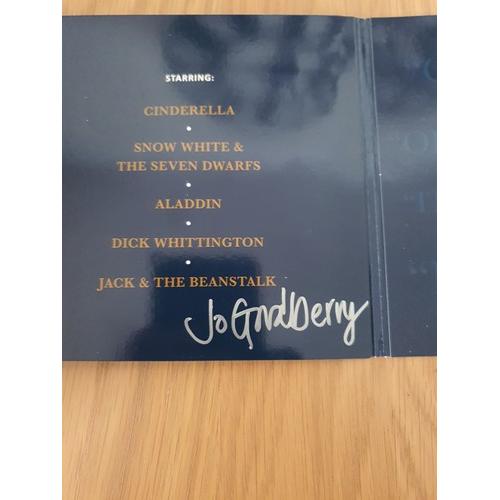 STARRING:
CINDERELLA
•
SNOW WHITE &
THE SEVEN DWARFS
•
ALADDIN
•
DICK WHITTINGTON
•
JACK & THE BEANSTALK
Jo